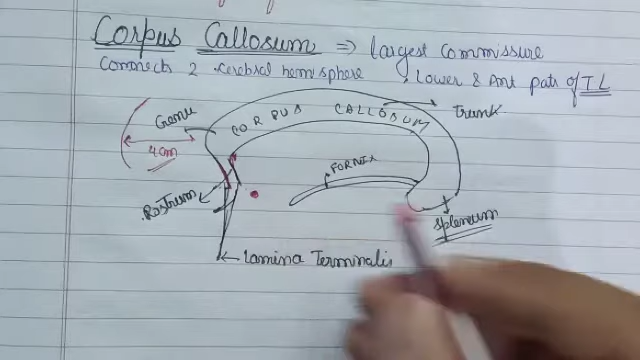 Corpus Callosum => largest Commissure
Connects 2 cerebral hemisphere , Lower & Ant part of TL
Genu
CORPUS CALLOSUM
trunk
4cm
FORNIX
Rostrum
Splenium
Lamina Terminalis